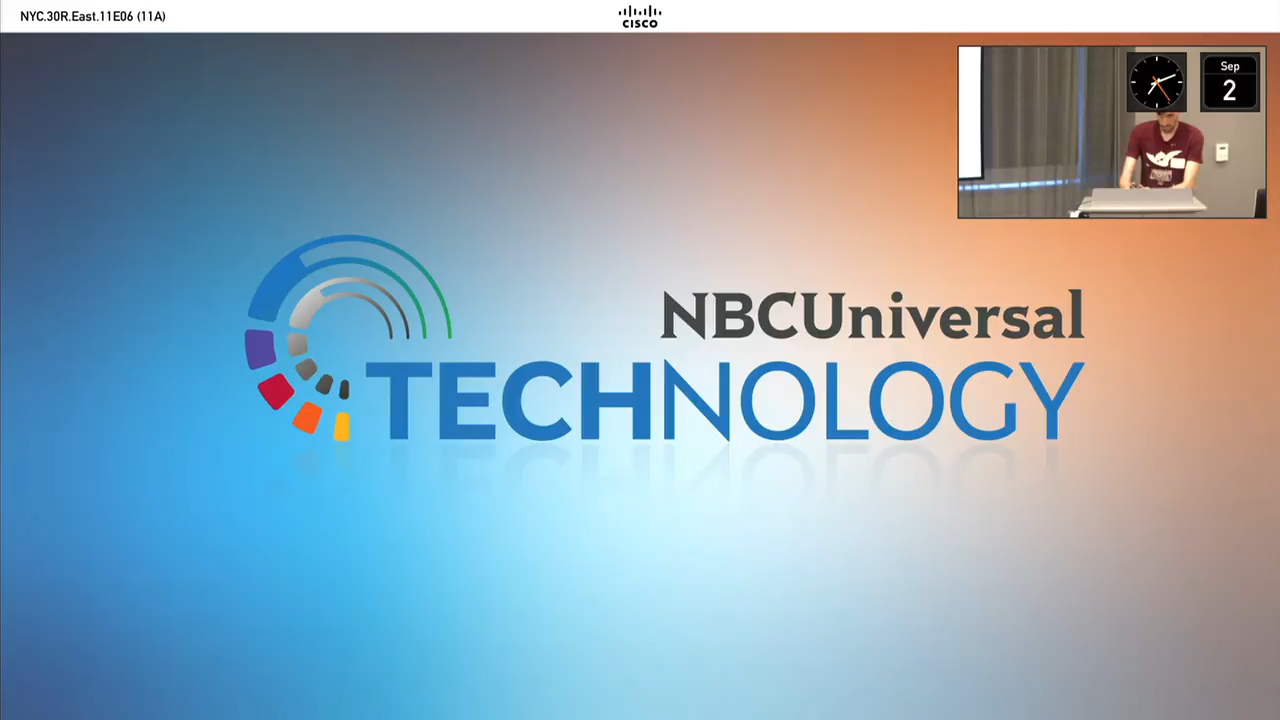 NYC.30R.East.11E06 (11A)
CISCO
Sep
2
NBCUniversal
TECHNOLOGY